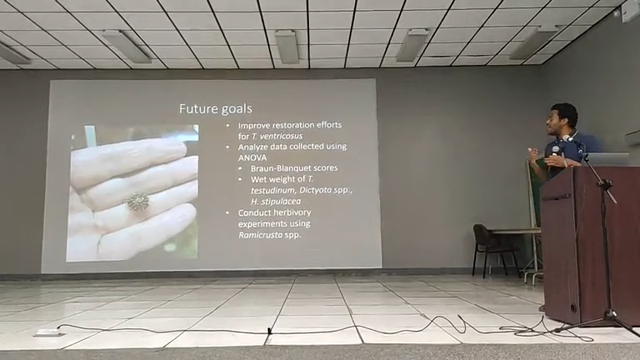 Future goals
• Improve restoration efforts
for T. ventricosus
• Analyze data collected using
ANOVA
• Braun-Blanquet scores
• Wet weight of T.
testudinum, Dictyota spp.,
H. stipulacea
• Conduct herbivory
experiments using
Ramicrusta spp.